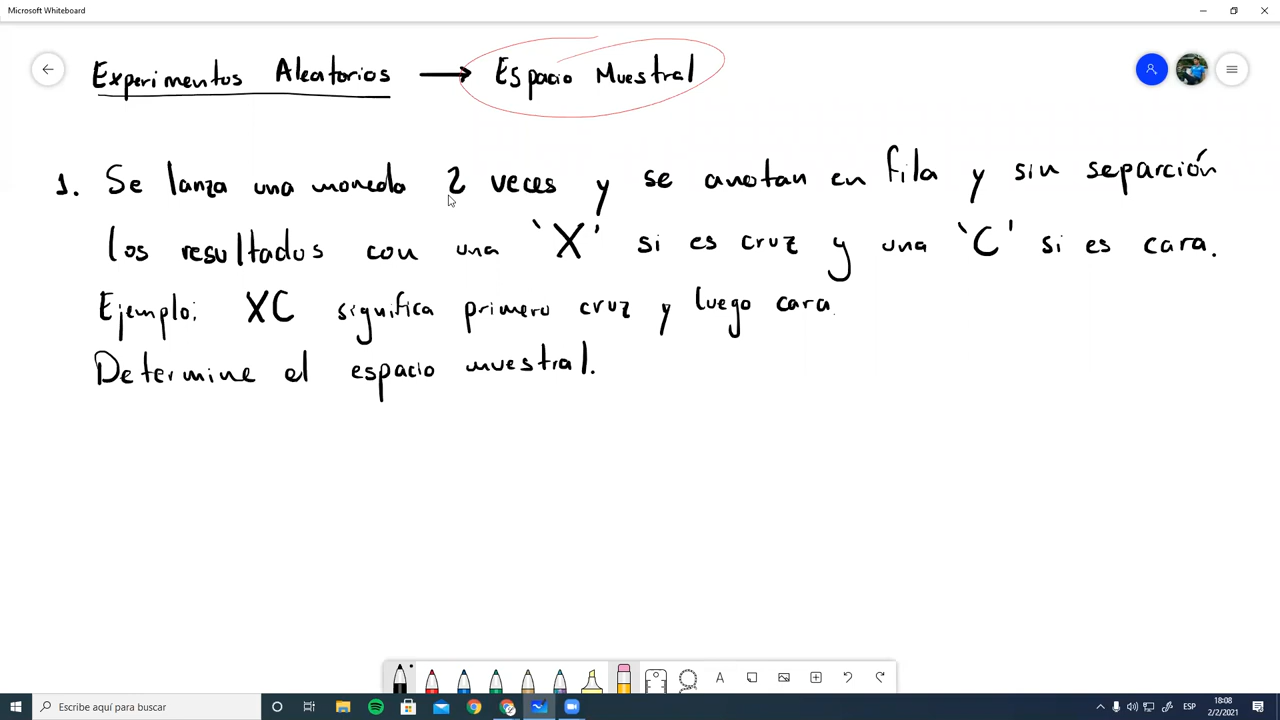 Microsoft Whiteboard
Experimentos Aleatorios → Espacio Muestral
1. Se lanza una moneda 2 veces y se anotan en fila y sin separción
los resultados con una 'X' si es cruz y una 'C' si es cara.
Ejemplo: XC significa primero cruz y luego cara.
Determine el espacio muestral.
A
Escribe aquí para buscar
ESP
18:08
2/2/2021